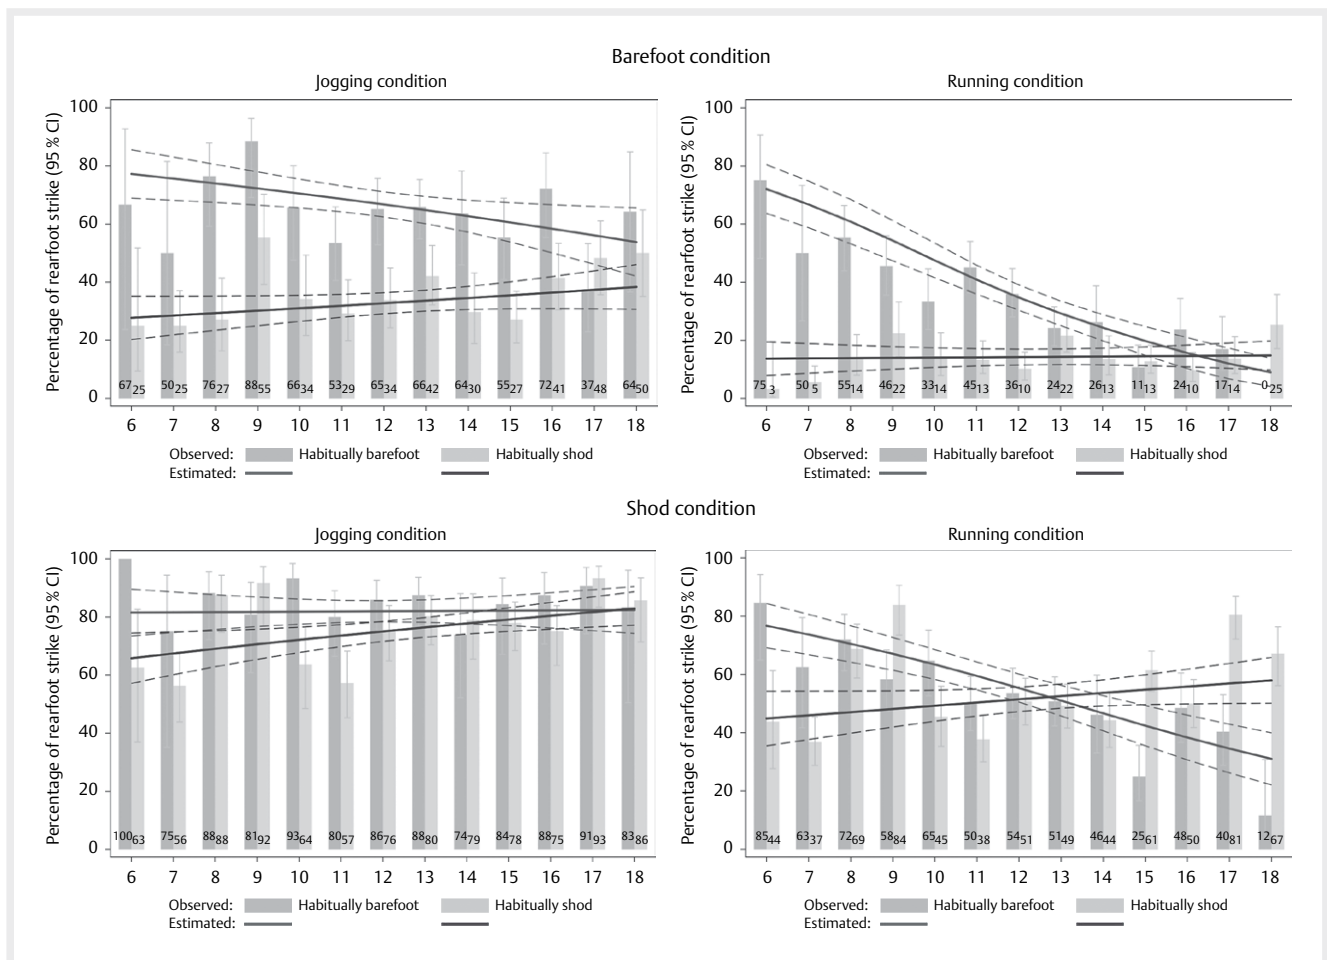 Barefoot condition
Jogging condition
Running condition
Percentage of rearfoot strike (95 % CI)
100
80
60
40
20
0
67 25 50 25 76 27 88 55 66 34 53 29 65 34 66 42 64 30 55 27 72 41 37 48 64 50
6 7 8 9 10 11 12 13 14 15 16 17 18
Observed: Habitually barefoot Habitually shod
Estimated:
Percentage of rearfoot strike (95 % CI)
100
80
60
40
20
0
75 3 50 5 55 14 46 22 33 14 45 13 36 10 24 22 26 13 11 13 24 10 17 14 0 25
6 7 8 9 10 11 12 13 14 15 16 17 18
Observed: Habitually barefoot Habitually shod
Estimated:
Shod condition
Jogging condition
Running condition
Percentage of rearfoot strike (95 % CI)
100
80
60
40
20
0
100 63 75 56 88 88 81 92 93 64 80 57 86 76 88 80 74 79 84 78 88 75 91 93 83 86
6 7 8 9 10 11 12 13 14 15 16 17 18
Observed: Habitually barefoot Habitually shod
Estimated:
Percentage of rearfoot strike (95 % CI)
100
80
60
40
20
0
85 44 63 37 72 69 58 84 65 45 50 38 54 51 51 49 46 44 25 61 48 50 40 81 12 67
6 7 8 9 10 11 12 13 14 15 16 17 18
Observed: Habitually barefoot Habitually shod
Estimated: